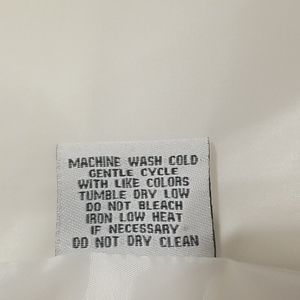 MACHINE WASH COLD
GENTLE CYCLE
WITH LIKE COLORS
TUMBLE DRY LOW
DO NOT BLEACH
IRON LOW HEAT
IF NECESSARY
DO NOT DRY CLEAN